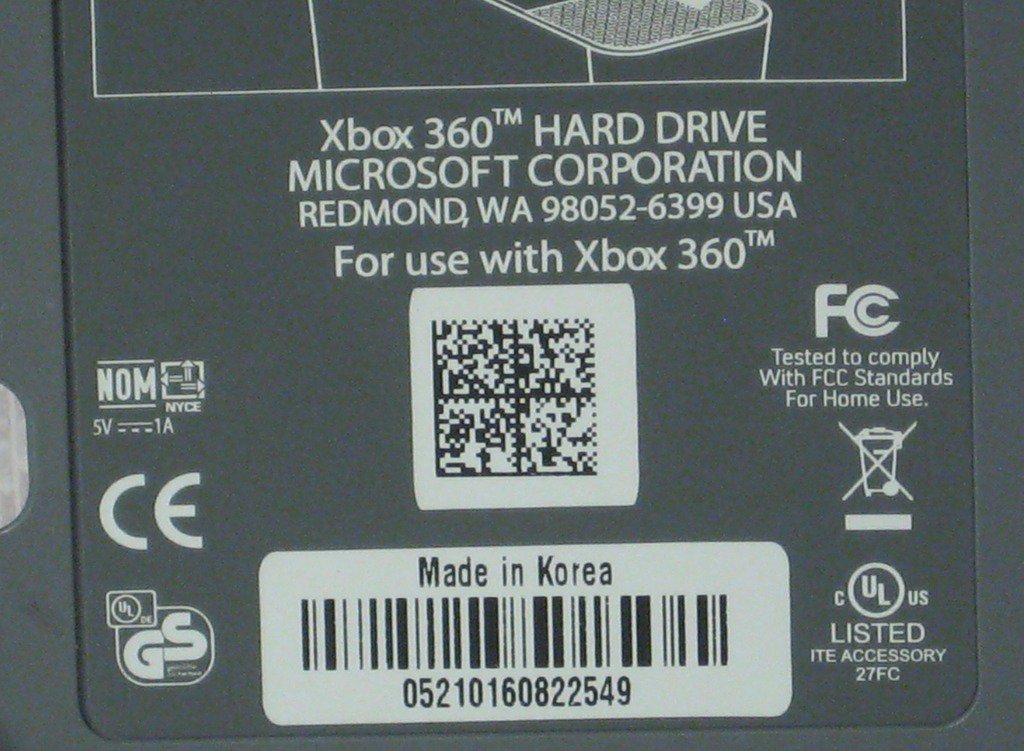 Xbox 360™ HARD DRIVE
MICROSOFT CORPORATION
REDMOND, WA 98052-6399 USA
For use with Xbox 360™
FC
Tested to comply
With FCC Standards
For Home Use.
NOM
NYCE
5V ⎓ 1A
CE
Made in Korea
05210160822549
UL
DE
GS
C UL US
LISTED
ITE ACCESSORY
27FC